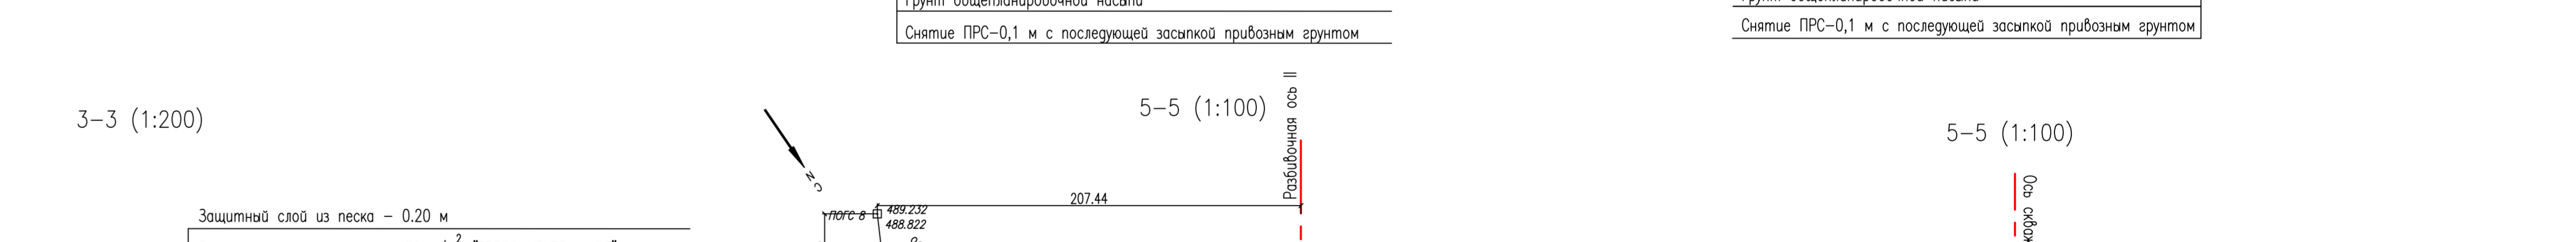 Снятие ПРС-0,1 м с последующей засыпкой привозным грунтом
Снятие ПРС-0,1 м с последующей засыпкой привозным грунтом
3-3 (1:200)
5-5 (1:100)
Разбивочная ось II
5-5 (1:100)
207.44
Ось
Защитный слой из песка - 0.20 м
ПОГС 8
489.232
488.822